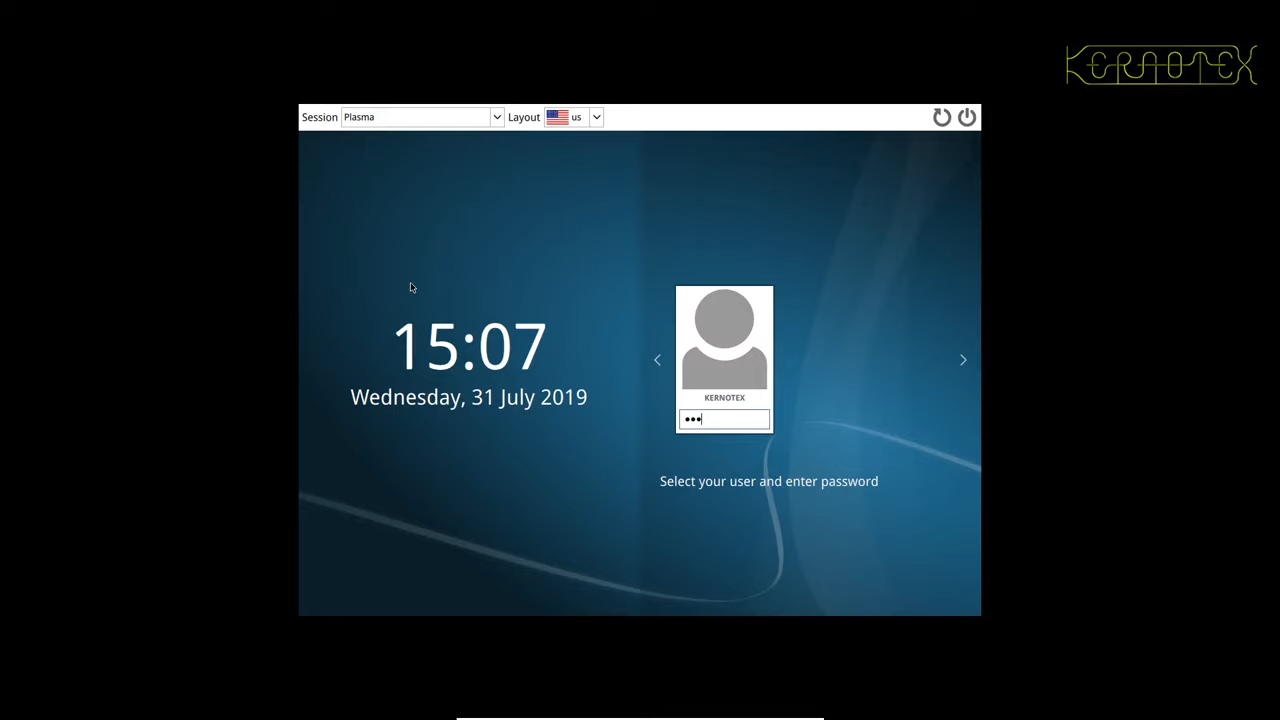 KERNOTEX
Session Plasma Layout us
15:07
Wednesday, 31 July 2019
KERNOTEX
Select your user and enter password